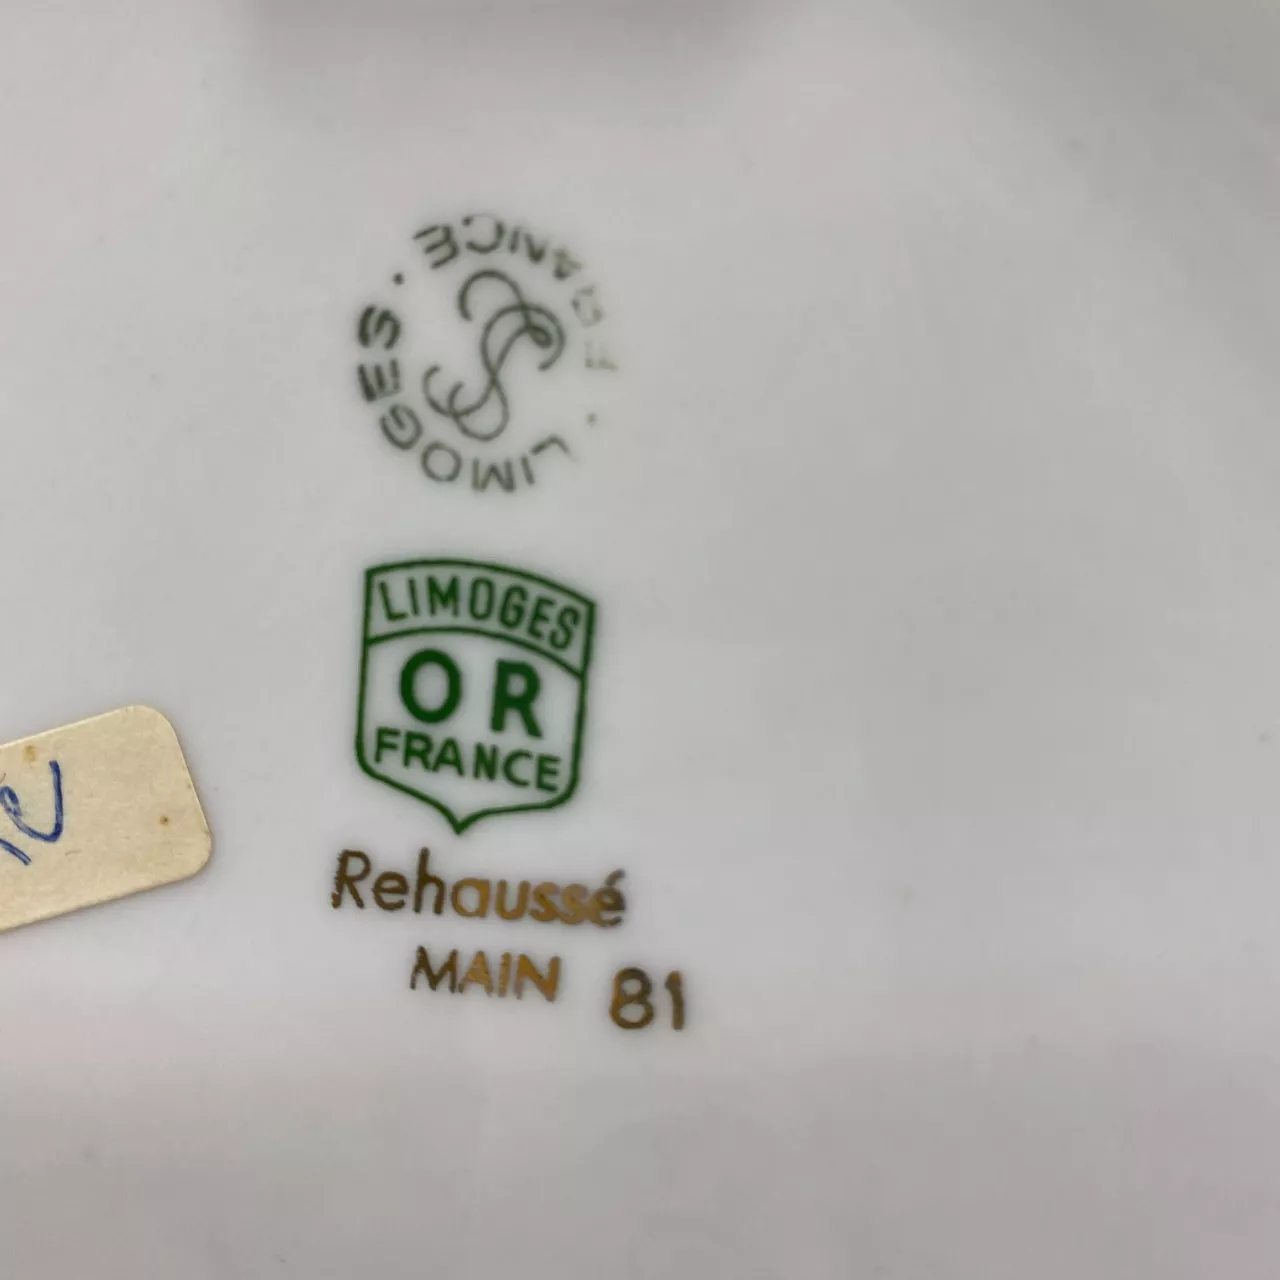 LIMOGES · FRANCE ·
LIMOGES
OR
FRANCE
Rehaussé
MAIN 81